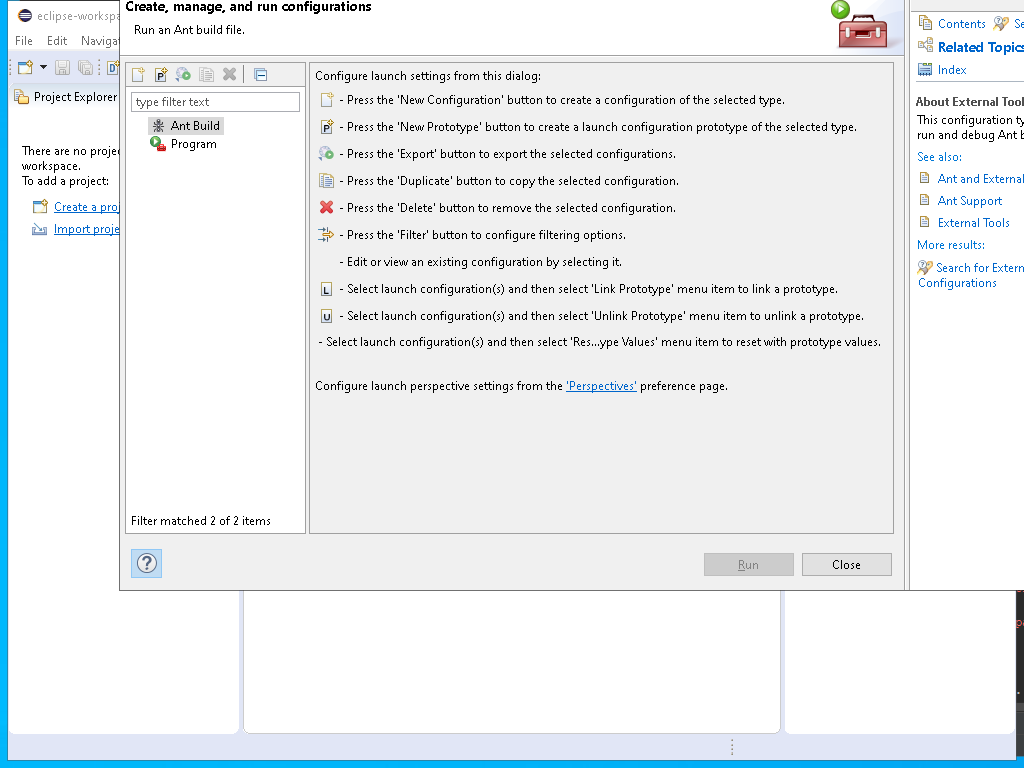 eclipse-workspa
File Edit Navigat
Project Explorer
There are no proje
workspace.
To add a project:
Create a proj
Import proje
Create, manage, and run configurations
Run an Ant build file.
type filter text
Ant Build
Program
Filter matched 2 of 2 items
Configure launch settings from this dialog:
- Press the 'New Configuration' button to create a configuration of the selected type.
- Press the 'New Prototype' button to create a launch configuration prototype of the selected type.
- Press the 'Export' button to export the selected configurations.
- Press the 'Duplicate' button to copy the selected configuration.
- Press the 'Delete' button to remove the selected configuration.
- Press the 'Filter' button to configure filtering options.
- Edit or view an existing configuration by selecting it.
- Select launch configuration(s) and then select 'Link Prototype' menu item to link a prototype.
- Select launch configuration(s) and then select 'Unlink Prototype' menu item to unlink a prototype.
- Select launch configuration(s) and then select 'Res...ype Values' menu item to reset with prototype values.
Configure launch perspective settings from the 'Perspectives' preference page.
Run Close
Contents Se
Related Topics
Index
About External Tool
This configuration ty
run and debug Ant b
See also:
Ant and External
Ant Support
External Tools
More results:
Search for Extern
Configurations